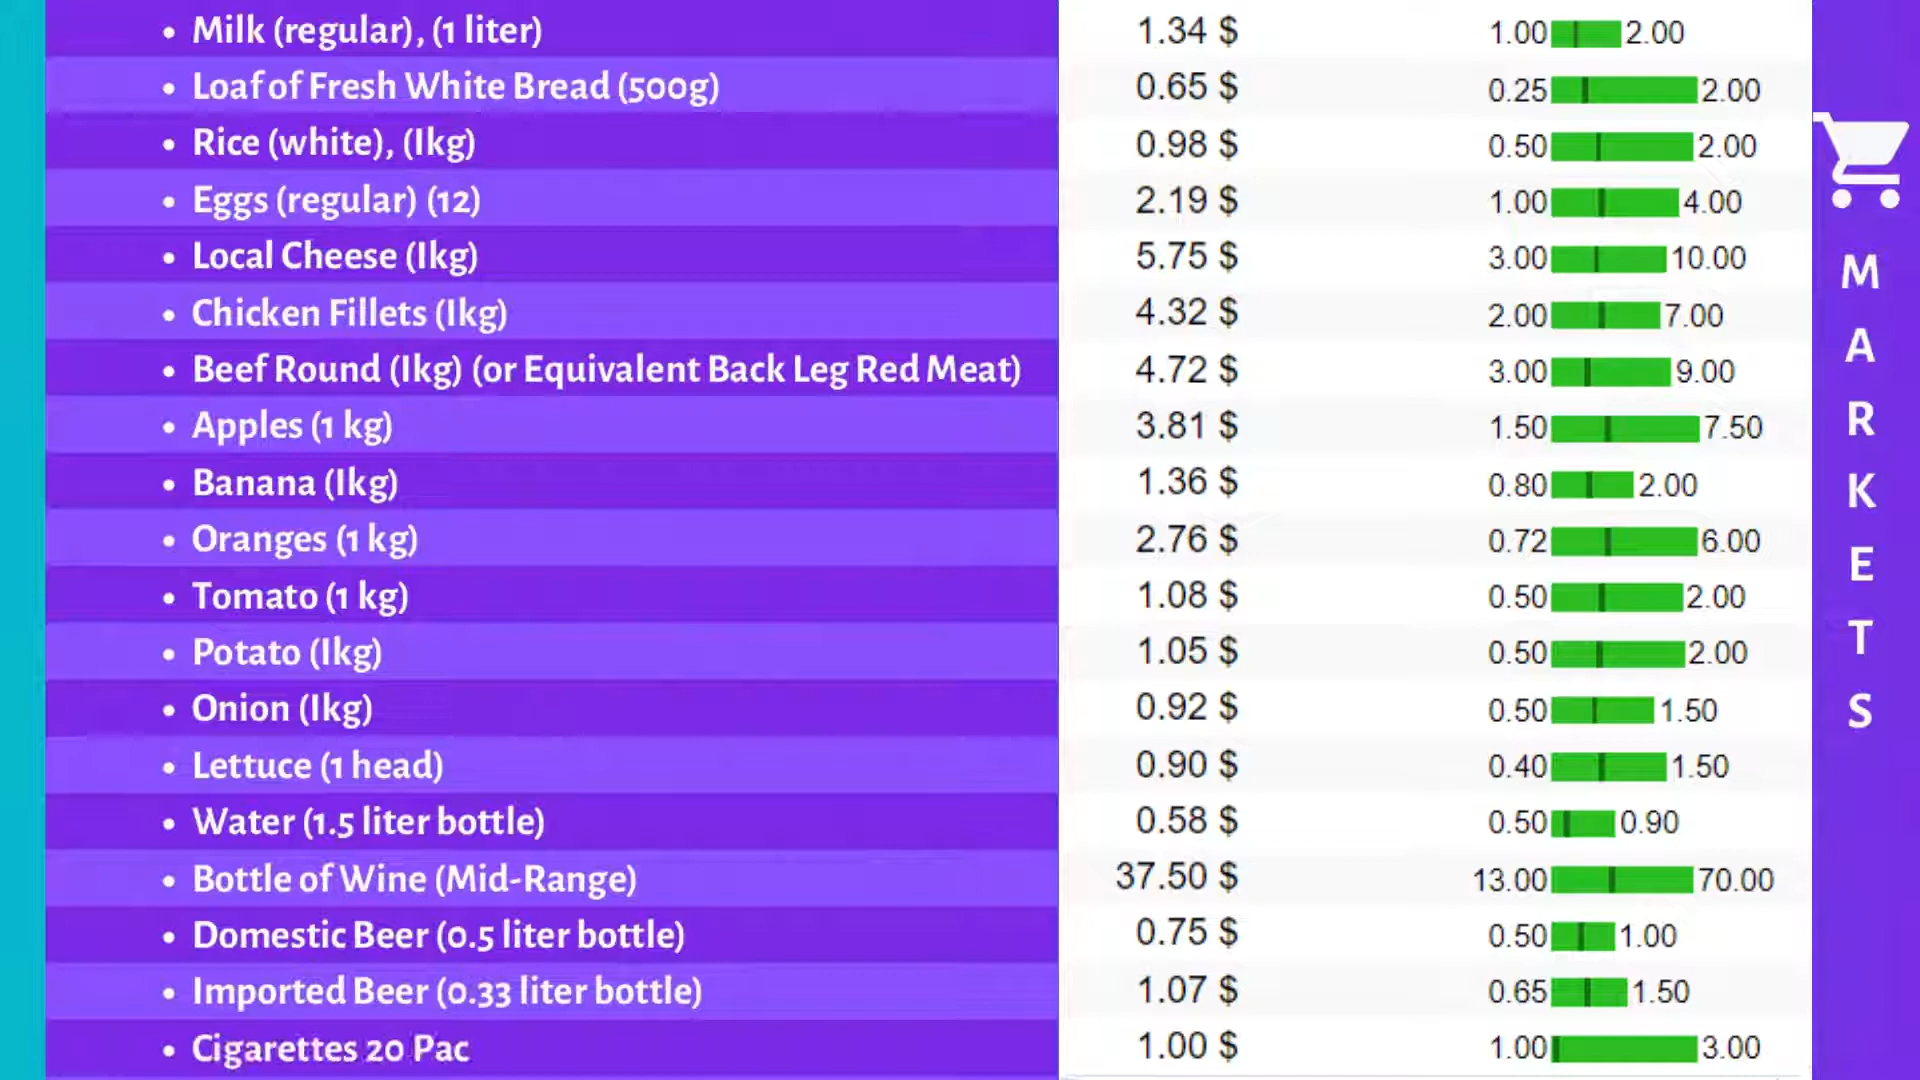 • Milk (regular), (1 liter) 1.34 $ 1.00 2.00
• Loaf of Fresh White Bread (500g) 0.65 $ 0.25 2.00
• Rice (white), (Ikg) 0.98 $ 0.50 2.00
• Eggs (regular) (12) 2.19 $ 1.00 4.00
• Local Cheese (Ikg) 5.75 $ 3.00 10.00
• Chicken Fillets (Ikg) 4.32 $ 2.00 7.00
• Beef Round (Ikg) (or Equivalent Back Leg Red Meat) 4.72 $ 3.00 9.00
• Apples (1 kg) 3.81 $ 1.50 7.50
• Banana (Ikg) 1.36 $ 0.80 2.00
• Oranges (1 kg) 2.76 $ 0.72 6.00
• Tomato (1 kg) 1.08 $ 0.50 2.00
• Potato (Ikg) 1.05 $ 0.50 2.00
• Onion (Ikg) 0.92 $ 0.50 1.50
• Lettuce (1 head) 0.90 $ 0.40 1.50
• Water (1.5 liter bottle) 0.58 $ 0.50 0.90
• Bottle of Wine (Mid-Range) 37.50 $ 13.00 70.00
• Domestic Beer (0.5 liter bottle) 0.75 $ 0.50 1.00
• Imported Beer (0.33 liter bottle) 1.07 $ 0.65 1.50
• Cigarettes 20 Pac 1.00 $ 1.00 3.00
MARKETS